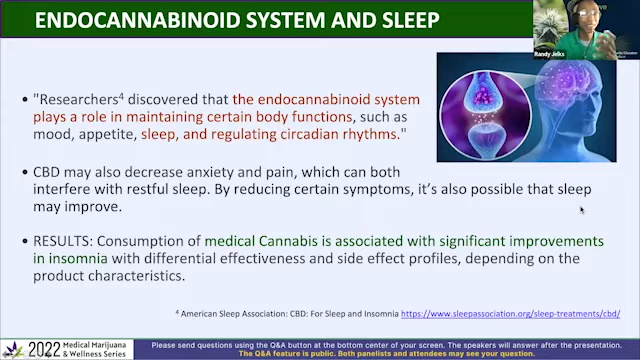 ENDOCANNABINOID SYSTEM AND SLEEP
Randy Jelks
• "Researchers⁴ discovered that the endocannabinoid system
plays a role in maintaining certain body functions, such as
mood, appetite, sleep, and regulating circadian rhythms."
• CBD may also decrease anxiety and pain, which can both
interfere with restful sleep. By reducing certain symptoms, it's also possible that sleep
may improve.
• RESULTS: Consumption of medical Cannabis is associated with significant improvements
in insomnia with differential effectiveness and side effect profiles, depending on the
product characteristics.
⁴ American Sleep Association: CBD: For Sleep and Insomnia https://www.sleepassociation.org/sleep-treatments/cbd/
2022 Medical Marijuana
& Wellness Series
Please send questions using the Q&A button at the bottom center of your screen. The speakers will answer after the presentation.
The Q&A feature is public. Both panelists and attendees may see your question.